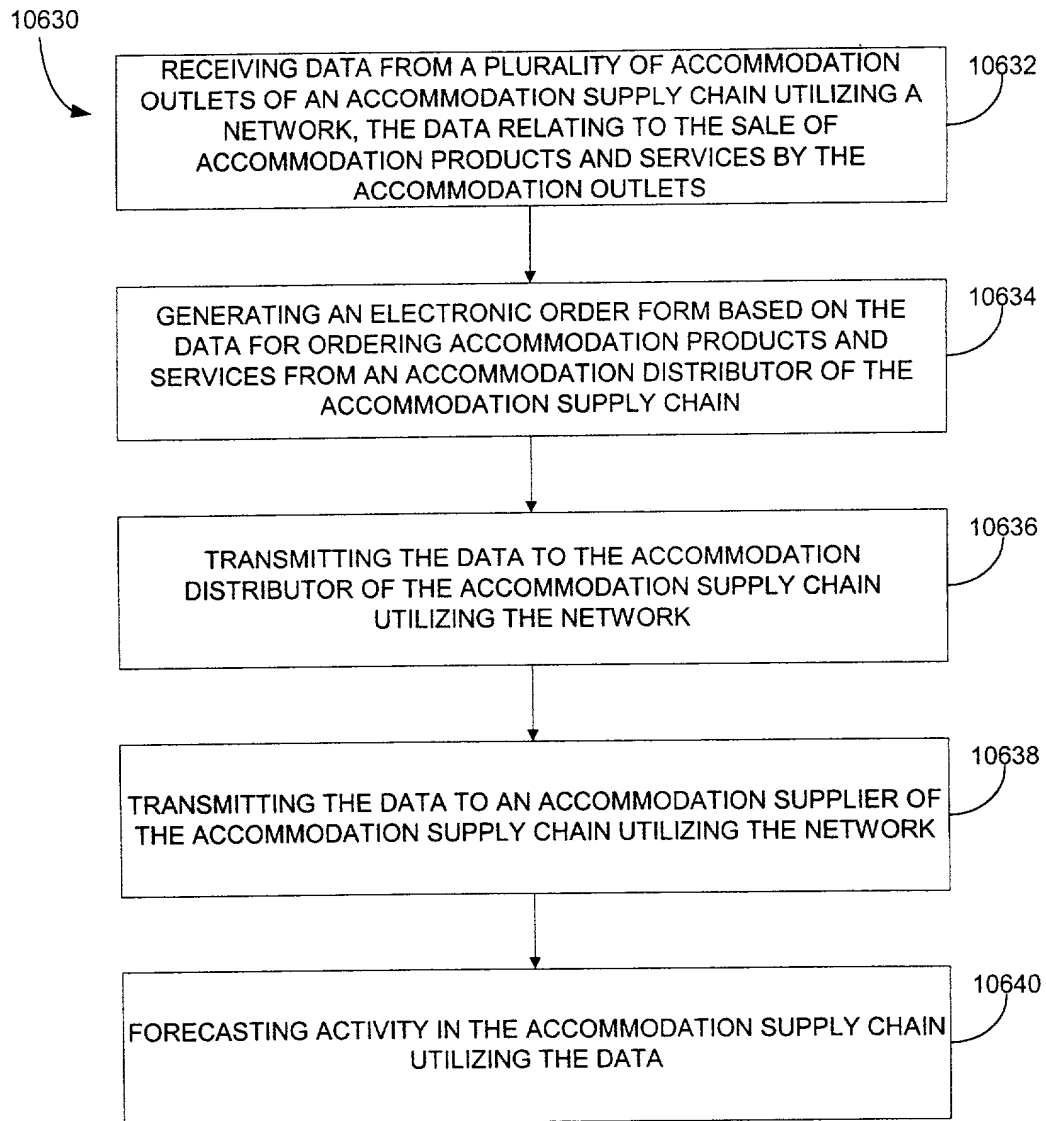 10630
RECEIVING DATA FROM A PLURALITY OF ACCOMMODATION
OUTLETS OF AN ACCOMMODATION SUPPLY CHAIN UTILIZING A
NETWORK, THE DATA RELATING TO THE SALE OF
ACCOMMODATION PRODUCTS AND SERVICES BY THE
ACCOMMODATION OUTLETS
10632
GENERATING AN ELECTRONIC ORDER FORM BASED ON THE
DATA FOR ORDERING ACCOMMODATION PRODUCTS AND
SERVICES FROM AN ACCOMMODATION DISTRIBUTOR OF THE
ACCOMMODATION SUPPLY CHAIN
10634
TRANSMITTING THE DATA TO THE ACCOMMODATION
DISTRIBUTOR OF THE ACCOMMODATION SUPPLY CHAIN
UTILIZING THE NETWORK
10636
TRANSMITTING THE DATA TO AN ACCOMMODATION SUPPLIER OF
THE ACCOMMODATION SUPPLY CHAIN UTILIZING THE NETWORK
10638
FORECASTING ACTIVITY IN THE ACCOMMODATION SUPPLY CHAIN
UTILIZING THE DATA
10640